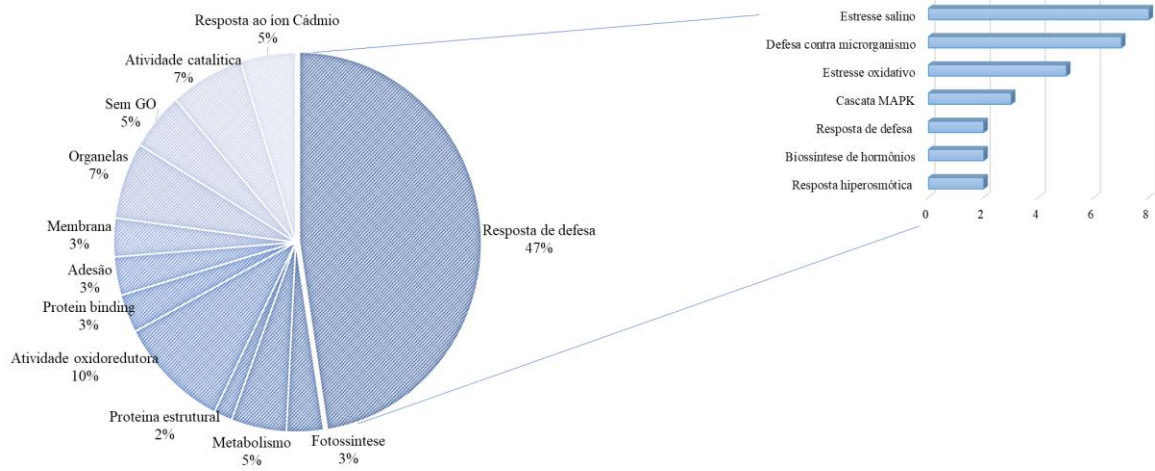 Resposta ao íon Cádmio
5%
Atividade catalítica
7%
Sem GO
5%
Organelas
7%
Membrana
3%
Adesão
3%
Protein binding
3%
Atividade oxidoredutora
10%
Proteina estrutural
2%
Metabolismo
5%
Fotossíntese
3%
Resposta de defesa
47%
Estresse salino
Defesa contra microrganismo
Estresse oxidativo
Cascata MAPK
Resposta de defesa
Biossíntese de hormônios
Resposta hiperosmótica
0 2 4 6 8